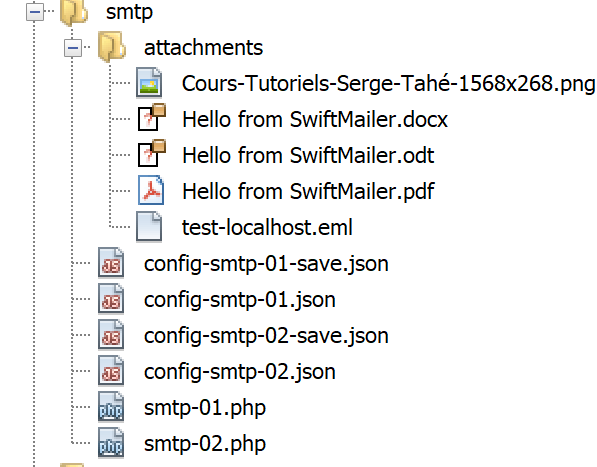 smtp
attachments
Cours-Tutoriels-Serge-Tahé-1568x268.png
Hello from SwiftMailer.docx
Hello from SwiftMailer.odt
Hello from SwiftMailer.pdf
test-localhost.eml
config-smtp-01-save.json
config-smtp-01.json
config-smtp-02-save.json
config-smtp-02.json
smtp-01.php
smtp-02.php